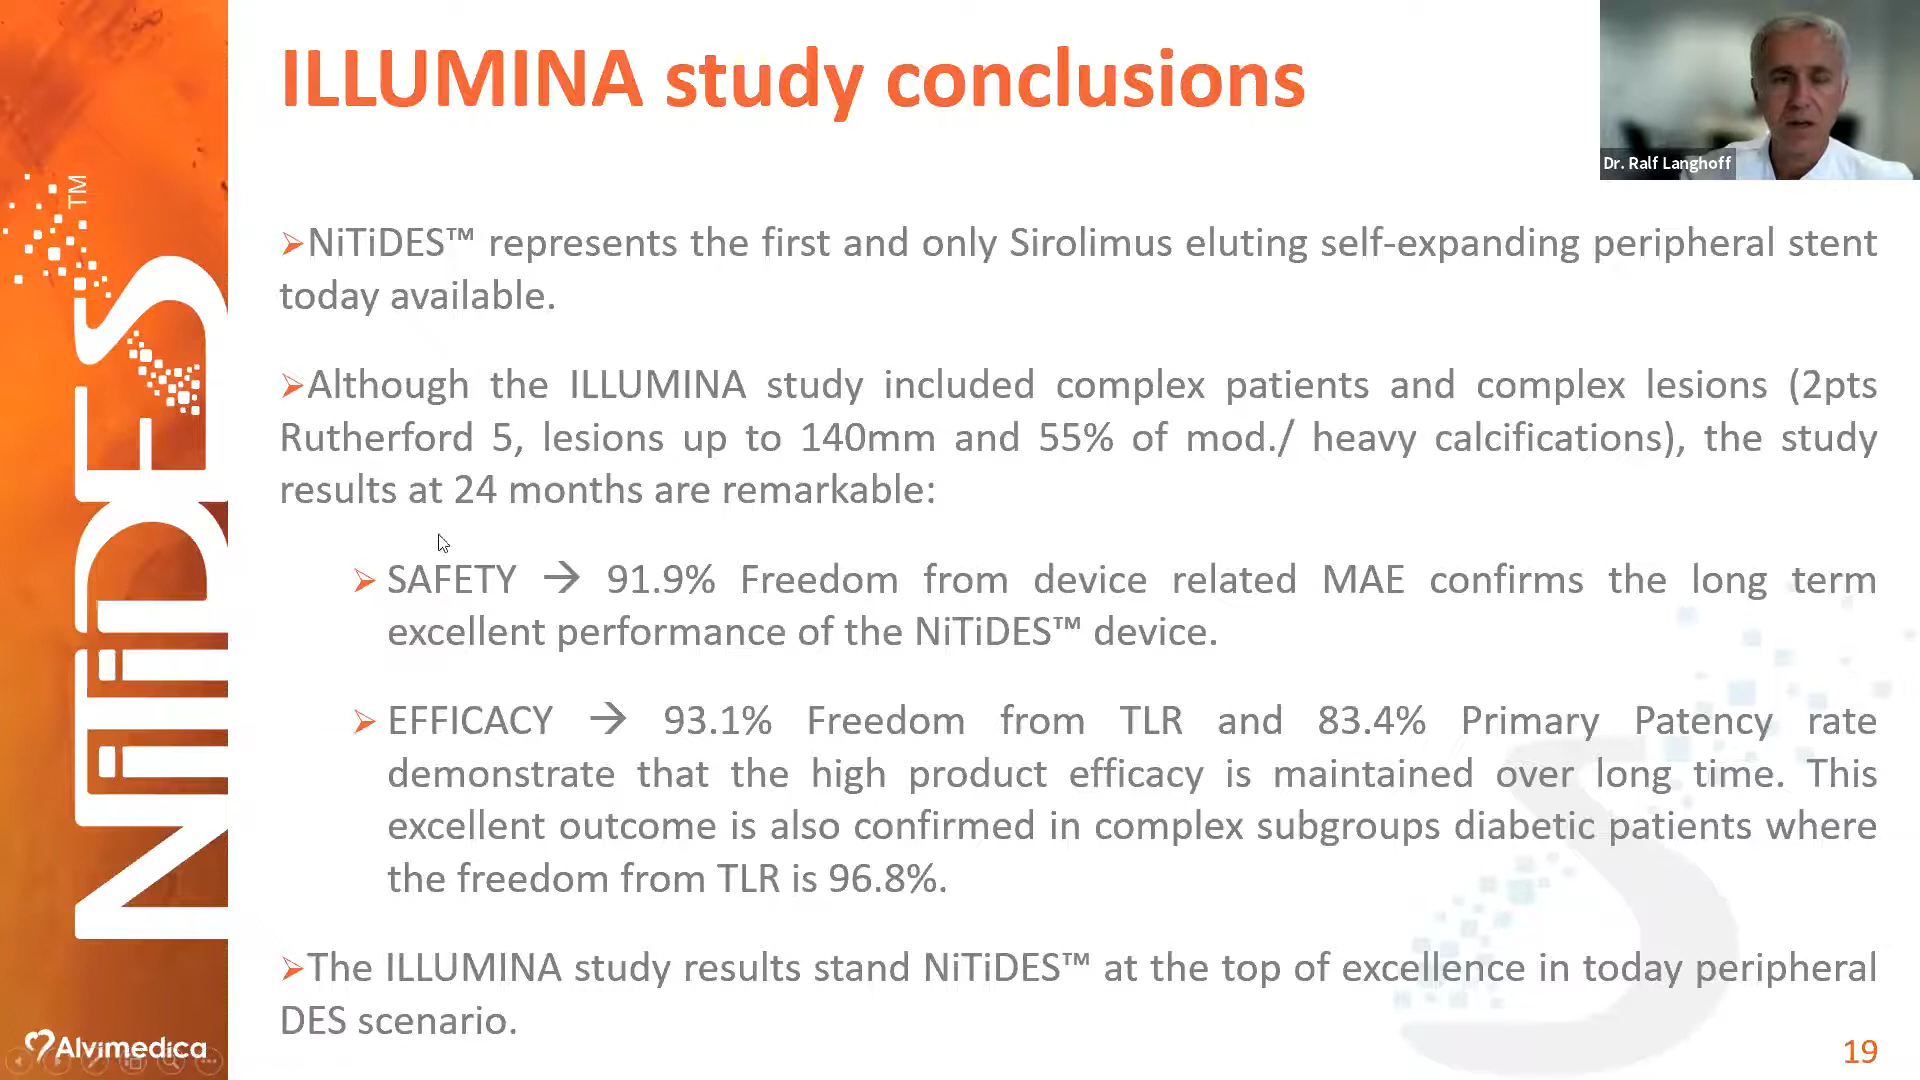 ILLUMINA study conclusions
Dr. Ralf Langhoff
NiTiDES™
➢NiTiDES™ represents the first and only Sirolimus eluting self-expanding peripheral stent
today available.
➢Although the ILLUMINA study included complex patients and complex lesions (2pts
Rutherford 5, lesions up to 140mm and 55% of mod./ heavy calcifications), the study
results at 24 months are remarkable:
➢ SAFETY → 91.9% Freedom from device related MAE confirms the long term
excellent performance of the NiTiDES™ device.
➢ EFFICACY → 93.1% Freedom from TLR and 83.4% Primary Patency rate
demonstrate that the high product efficacy is maintained over long time. This
excellent outcome is also confirmed in complex subgroups diabetic patients where
the freedom from TLR is 96.8%.
➢The ILLUMINA study results stand NiTiDES™ at the top of excellence in today peripheral
DES scenario.
Alvimedica
19